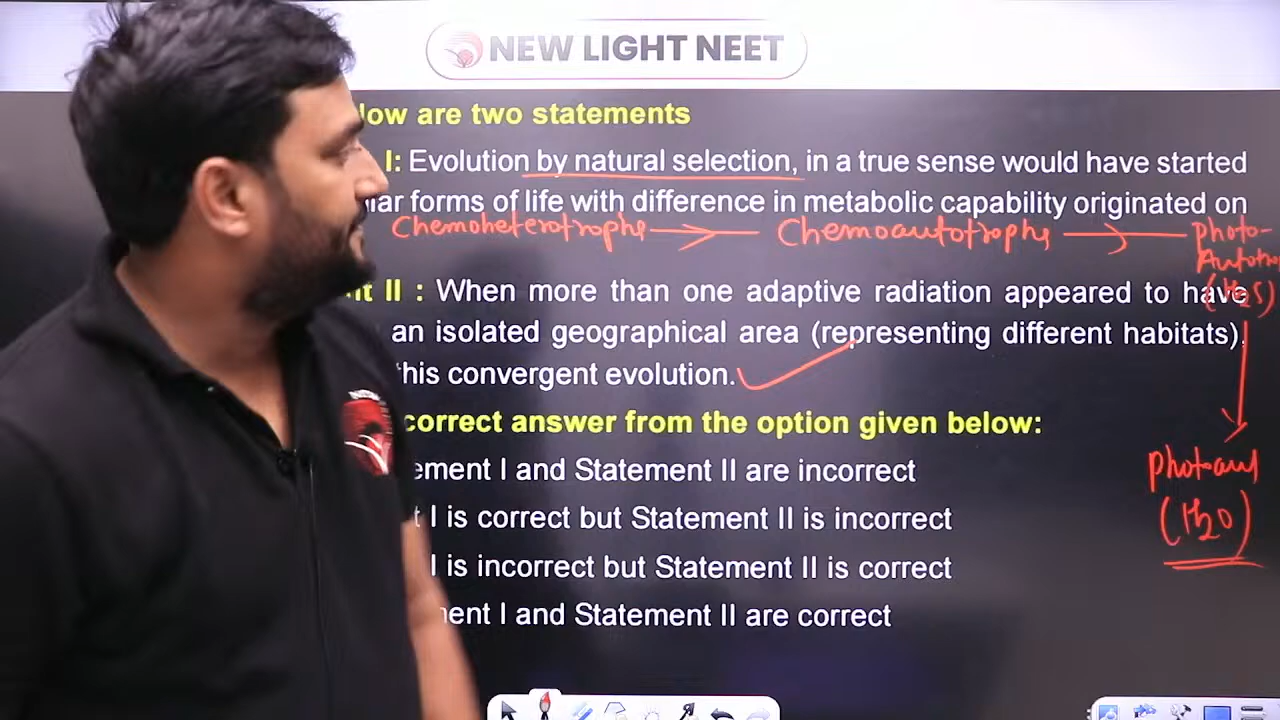 NEW LIGHT NEET
low are two statements
I: Evolution by natural selection, in a true sense would have started
lar forms of life with difference in metabolic capability originated on
Chemoheterotrophs Chemoautotrophs Photo-
(H2S)
nt II : When more than one adaptive radiation appeared to have
an isolated geographical area (representing different habitats),
this convergent evolution.
correct answer from the option given below:
ement I and Statement II are incorrect
t I is correct but Statement II is incorrect
I is incorrect but Statement II is correct
ment I and Statement II are correct
(H2O)